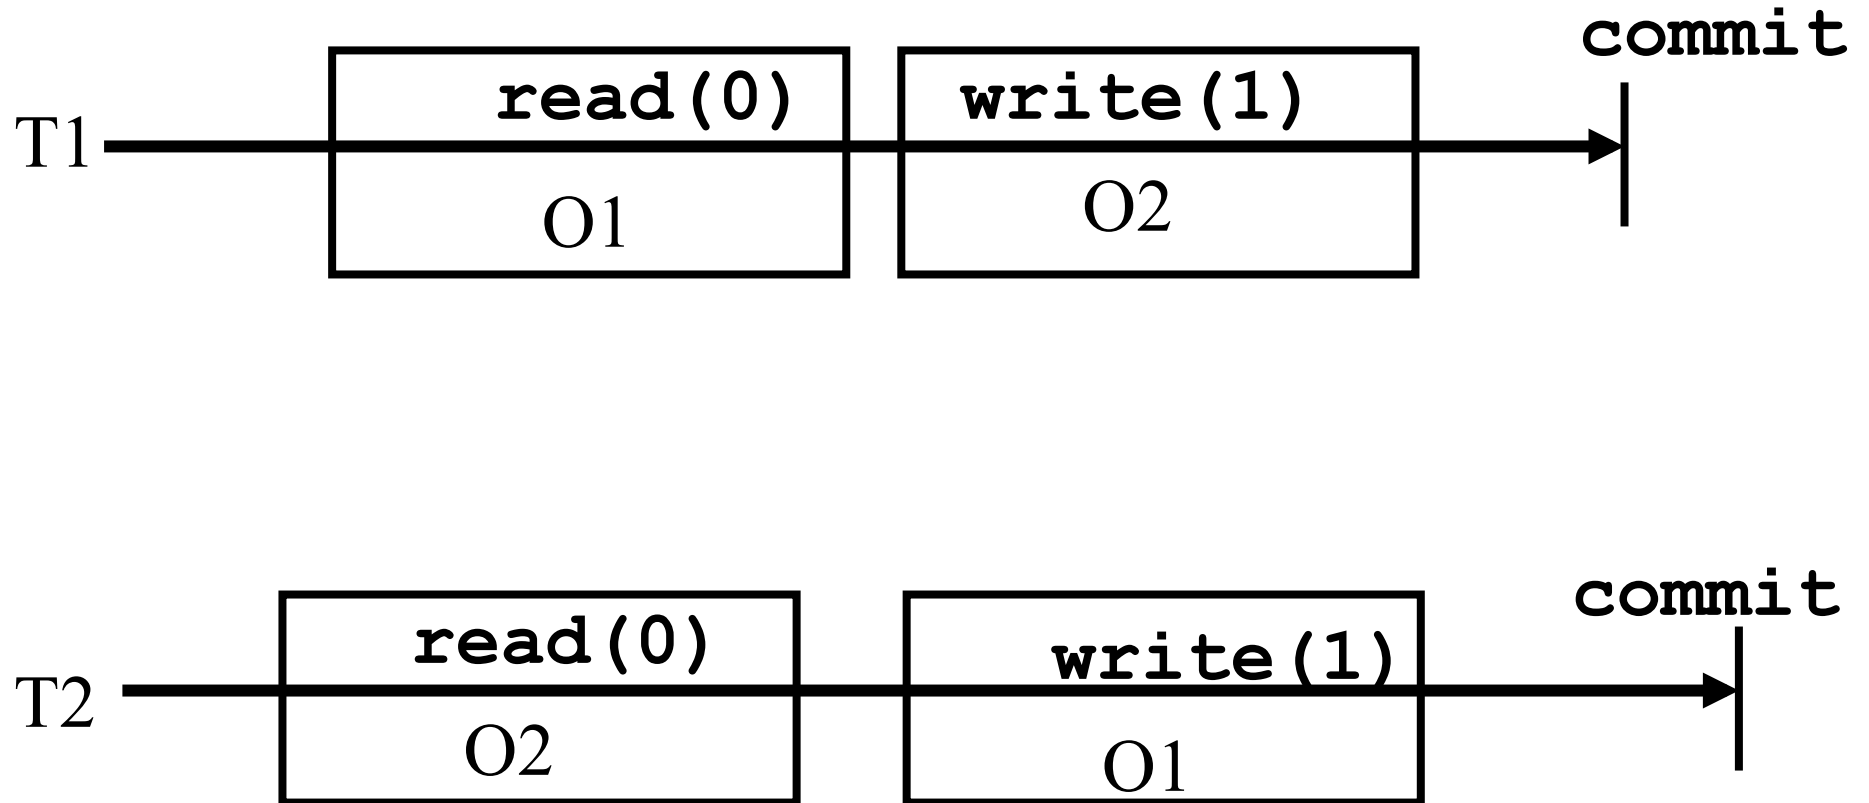 commit
read(0) write(1)
T1
O1 O2
commit
read(0) write(1)
T2
O2 O1